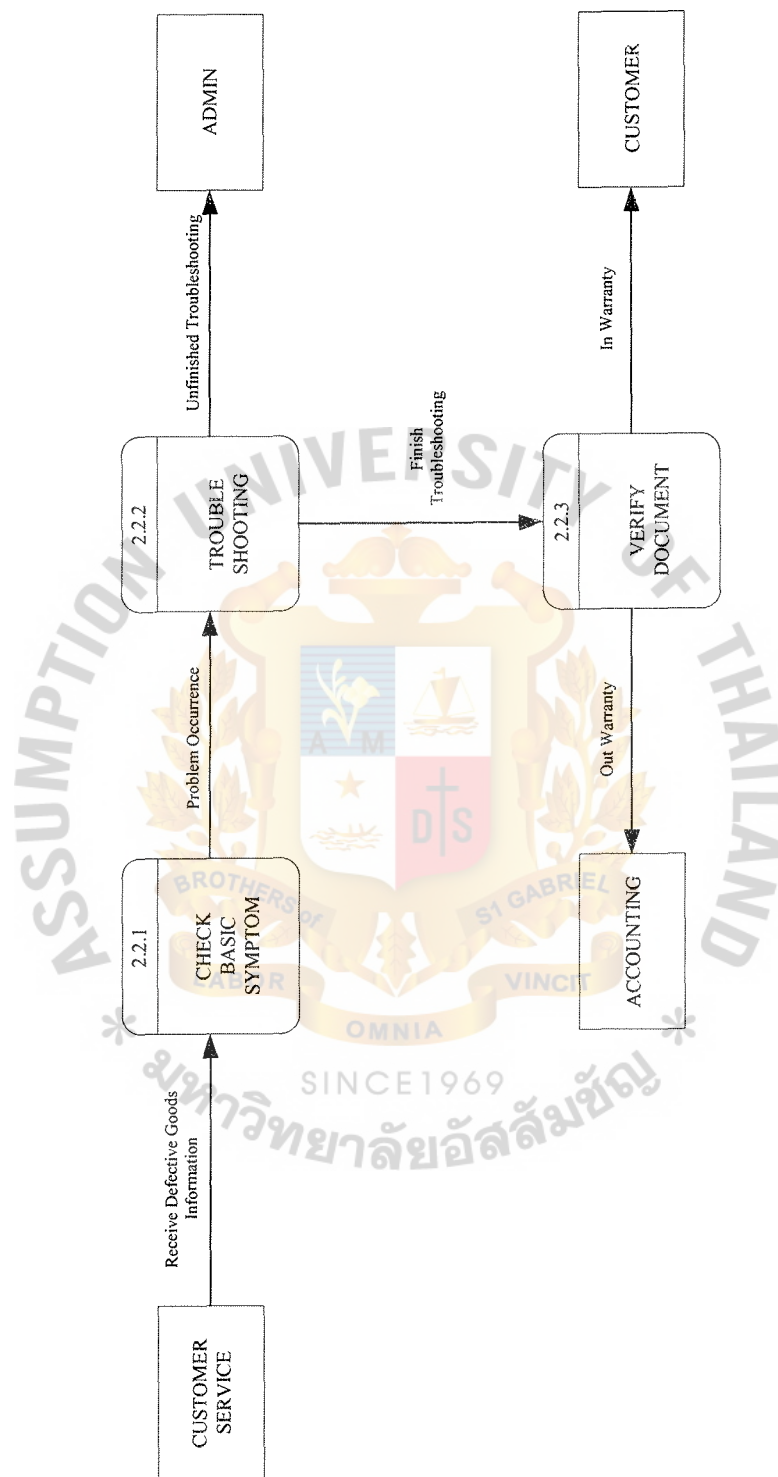 CUSTOMER
SERVICE
Receive Defective Goods
Information
2.2.1
CHECK
BASIC
SYMPTOM
Problem Occurrence
2.2.2
TROUBLE
SHOOTING
Unfinished Troubleshooting
ADMIN
Finish
Troubleshooting
2.2.3
VERIFY
DOCUMENT
In Warranty
CUSTOMER
Out Warranty
ACCOUNTING
ASSUMPTION UNIVERSITY OF THAILAND
A M
D S
BROTHERS of ST GABRIEL
LABOR
OMNIA
VINCIT
SINCE1969
* มหาวิทยาลัยอัสสัมชัญ *